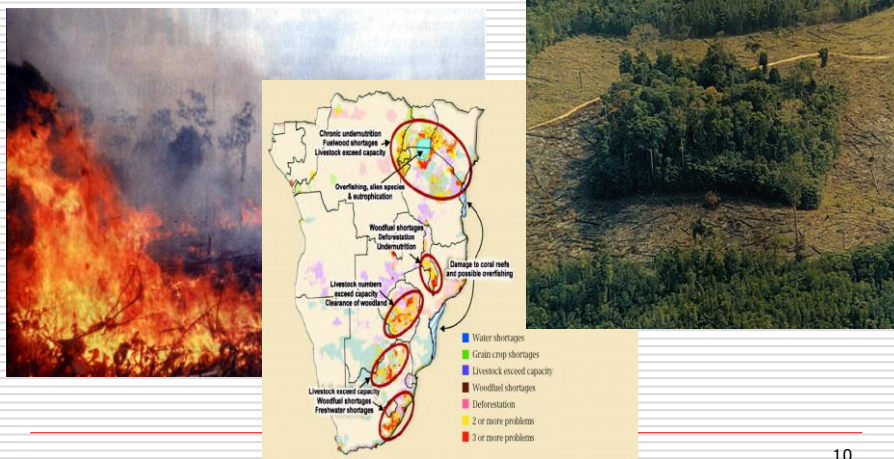 Chronic undernutrition
Fuelwood shortages
Livestock exceed capacity
Overfishing, alien species
& eutrophication
Woodfuel shortages
Deforestation
Undernutrition
Damage to coral reefs
and possible overfishing
Livestock numbers
exceed capacity
Clearance of woodland
Livestock exceed capacity
Woodfuel shortages
Freshwater shortages
Water shortages
Grain crop shortages
Livestock exceed capacity
Woodfuel shortages
Deforestation
2 or more problems
3 or more problems
10